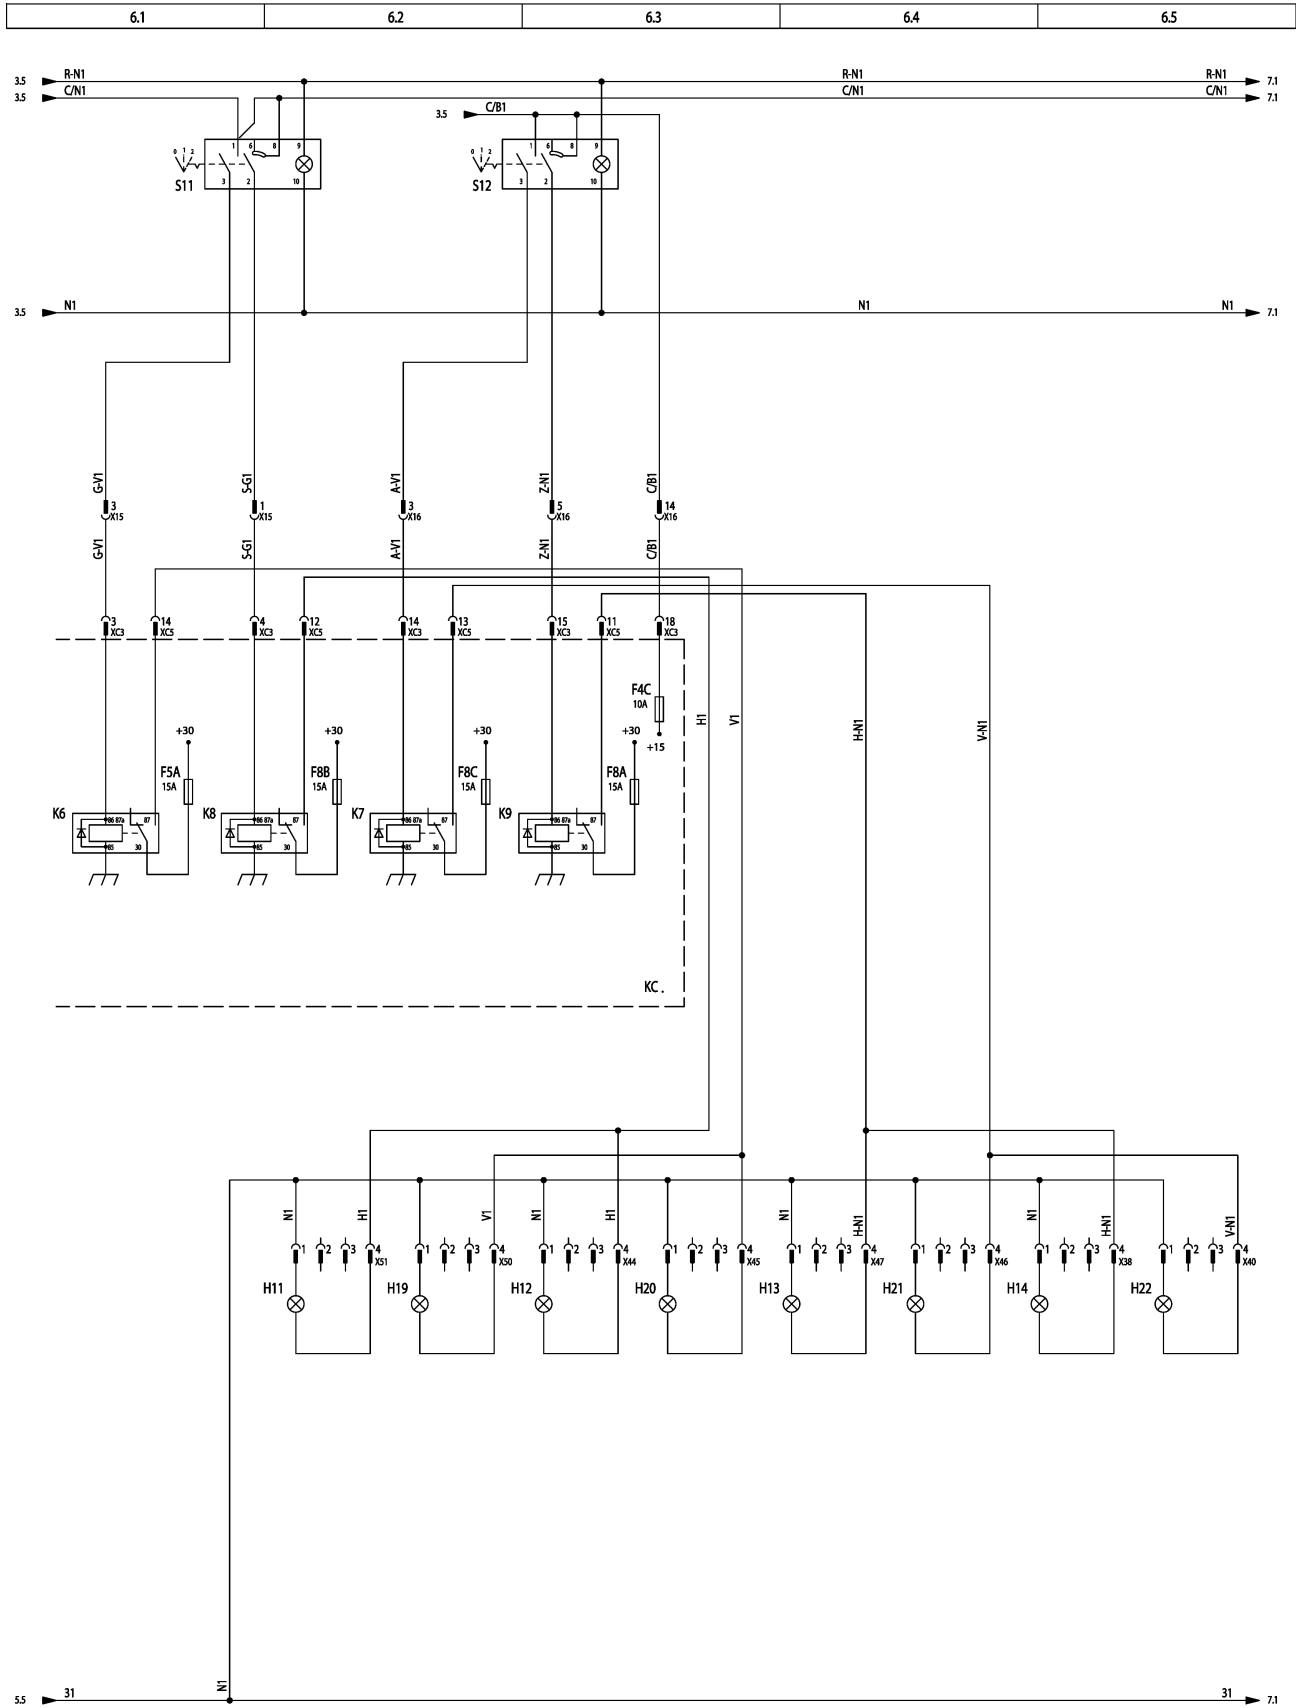 6.1 6.2 6.3 6.4 6.5
3.5 R-N1 R-N1 R-N1 7.1
3.5 C/N1 C/N1 C/N1 7.1
3.5 C/B1
1 6 8 9 1 6 8 9
0 1 2 0 1 2
S11 3 2 10 S12 3 2 10
3.5 N1 N1 N1 7.1
G-V1 S-G1 A-V1 Z-N1 C/B1
3 1 3 5 14
X15 X15 X16 X16 X16
G-V1 S-G1 A-V1 Z-N1 C/B1
3 14 4 12 14 13 15 11 18
XC3 XC5 XC3 XC5 XC3 XC5 XC3 XC5 XC3
F4C
10A
H1 V1 H-N1 V-N1
+30 +30 +30 +30 +15
F5A F8B F8C F8A
15A 15A 15A 15A
K6 86 87a 87 K8 86 87a 87 K7 86 87a 87 K9 86 87a 87
85 30 85 30 85 30 85 30
KC .
N1 H1 V1 N1 H1 N1 H-N1 N1 H-N1 V-N1
1 2 3 4 1 2 3 4 1 2 3 4 1 2 3 4 1 2 3 4 1 2 3 4 1 2 3 4 1 2 3 4
X51 X50 X44 X45 X47 X46 X38 X40
H11 H19 H12 H20 H13 H21 H14 H22
N1
5.5 31 31 7.1